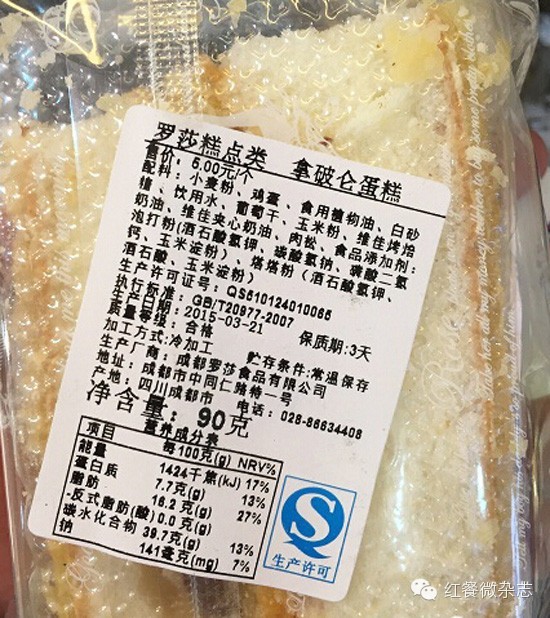 罗莎糕点类 拿破仑蛋糕
售价：6.00元/个
配料：小麦粉、鸡蛋、食用植物油、白砂
糖、饮用水、葡萄干、玉米粉、维佳烤焙
奶油、维佳夹心奶油、肉松、食品添加剂：
泡打粉(酒石酸氢钾、碳酸氢钠、磷酸二氢
钙、玉米淀粉)、塔塔粉（酒石酸氢钾、
酒石酸、玉米淀粉）
生产许可证号：QS510124010065
执行标准：GB/T20977-2007
生产日期：2015-03-21 保质期：3天
质量等级：合格
加工方式：冷加工 贮存条件：常温保存
生产厂商：成都罗莎食品有限公司
地址：成都市中同仁路特一号
产地：四川成都市 电话：028-86634408
净含量：90克
营养成分表
项目 每100克(g) NRV%
能量 1424千焦(kJ) 17%
蛋白质 7.7克(g) 13%
脂肪 16.2克(g) 27%
-反式脂肪(酸)0.0克(g)
碳水化合物 39.7克(g) 13%
钠 141毫克(mg) 7%
生产许可
红餐微杂志